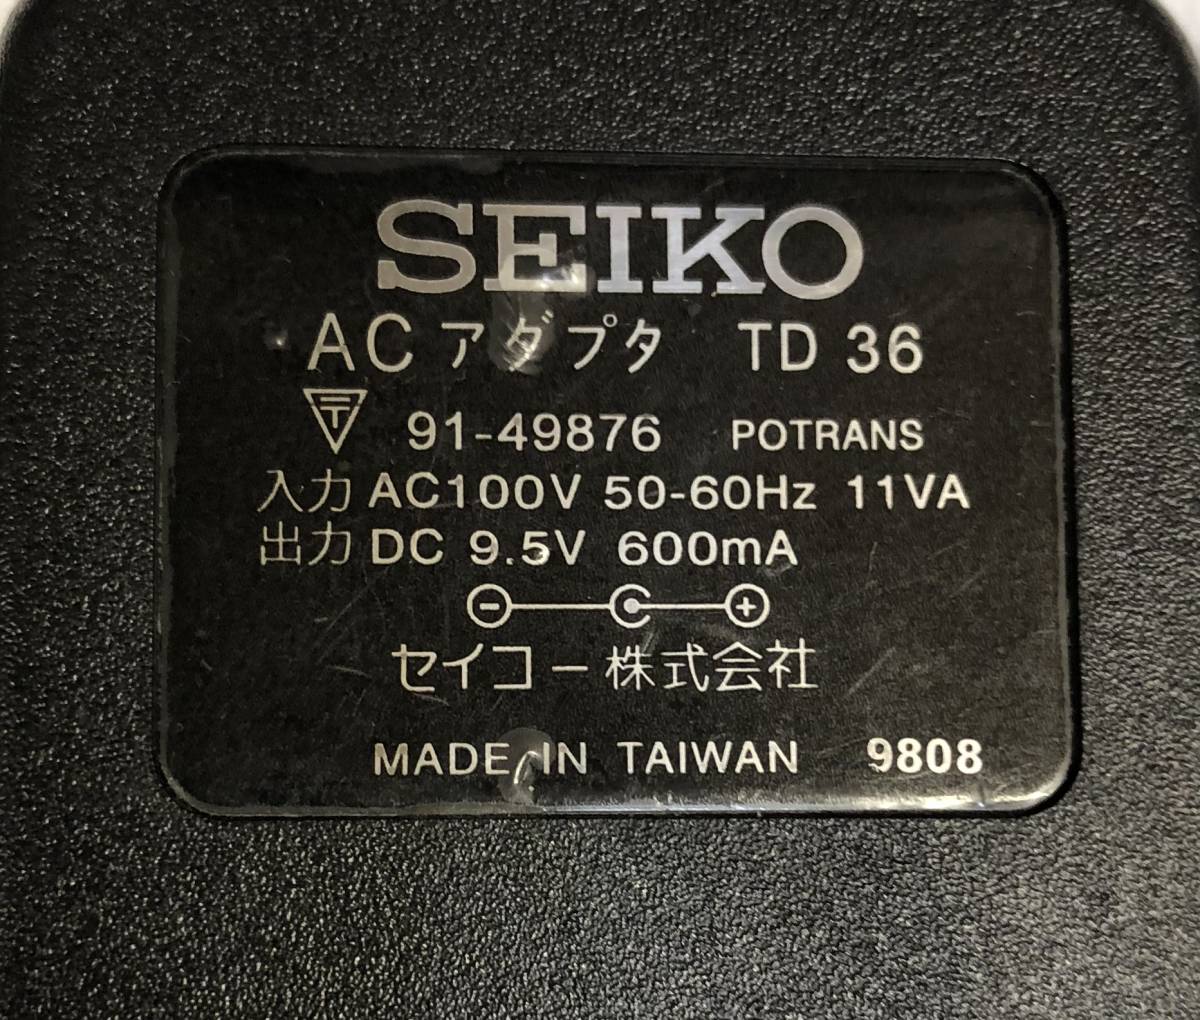 SEIKO
ACアダプタ TD 36
91-49876 POTRANS
入力 AC100V 50-60Hz 11VA
出力 DC 9.5V 600mA
セイコー株式会社
MADE IN TAIWAN 9808